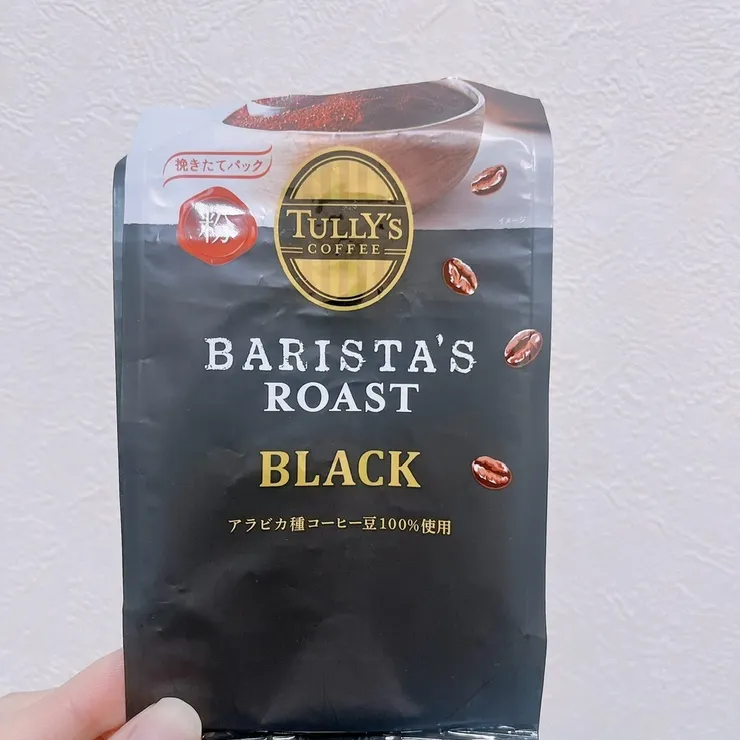 挽きたてパック
粉
TULLY'S
COFFEE
イメージ
BARISTA'S
ROAST
BLACK
アラビカ種コーヒー豆100%使用